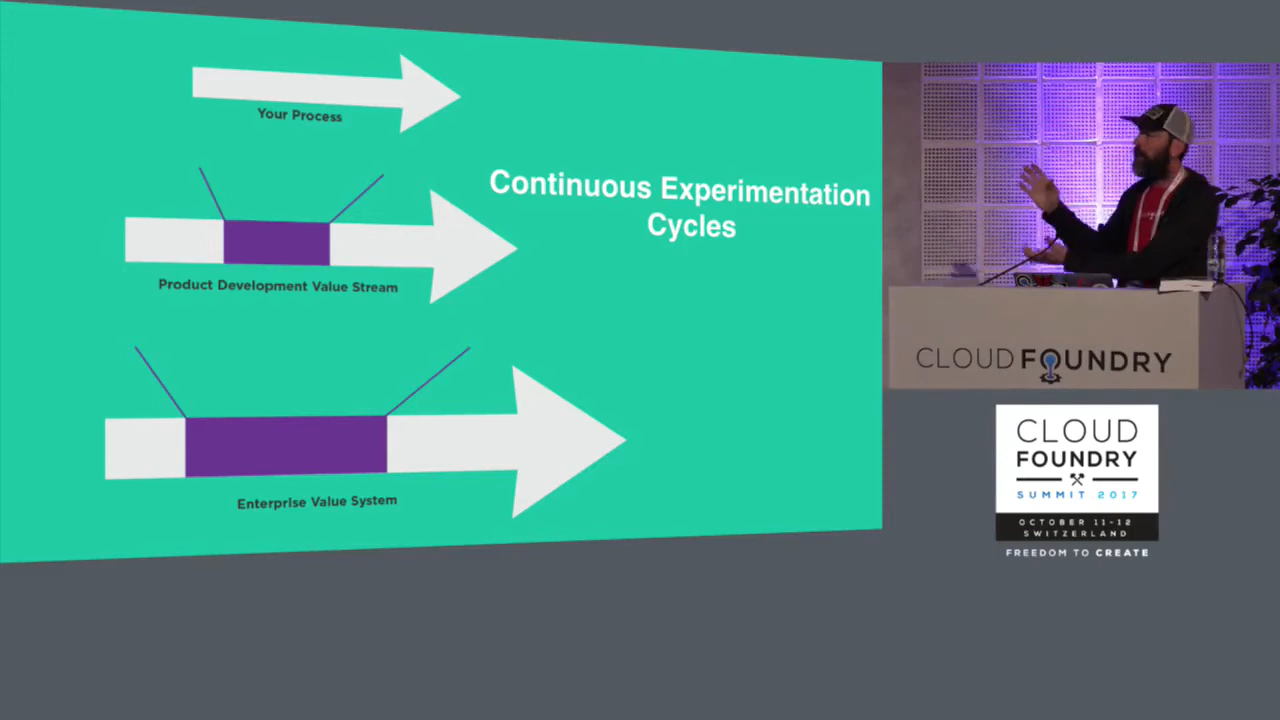 Your Process
Continuous Experimentation
Cycles
Product Development Value Stream
Enterprise Value System
CLOUD FOUNDRY
CLOUD
FOUNDRY
SUMMIT 2017
OCTOBER 11-12
SWITZERLAND
FREEDOM TO CREATE